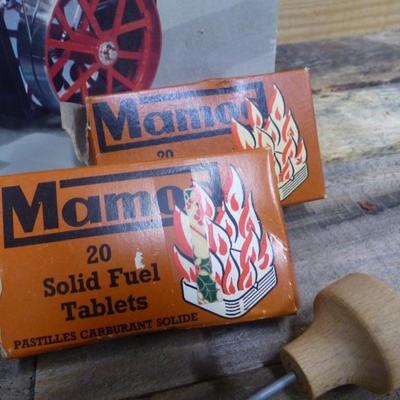 Mamod
20
Mamod
20
Solid Fuel
Tablets
PASTILLES CARBURANT SOLIDE